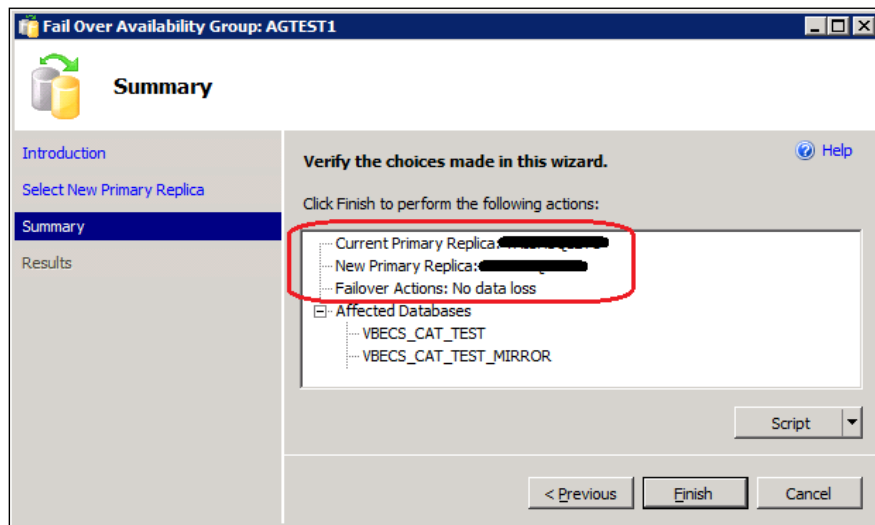 Fail Over Availability Group: AGTEST1
Summary
Introduction
Select New Primary Replica
Summary
Results
Help
Verify the choices made in this wizard.
Click Finish to perform the following actions:
Current Primary Replica:
New Primary Replica:
Failover Actions: No data loss
Affected Databases
VBECS_CAT_TEST
VBECS_CAT_TEST_MIRROR
Script
< Previous
Finish
Cancel